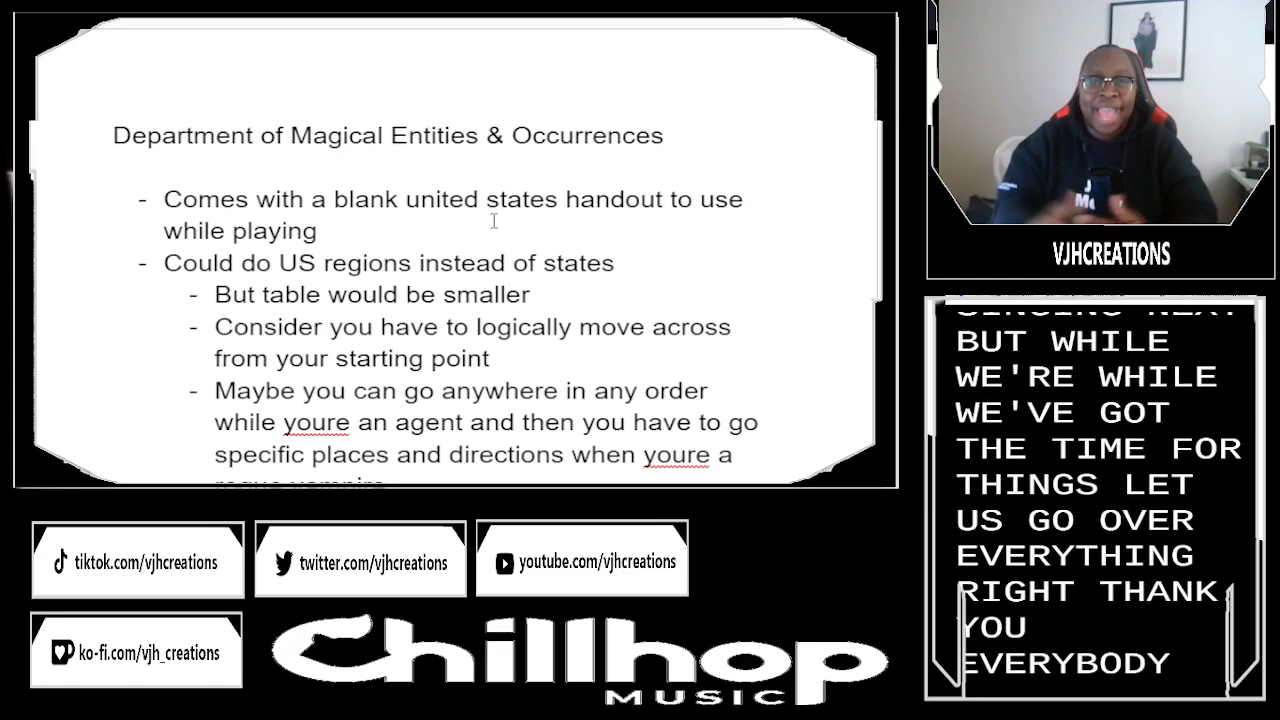 Department of Magical Entities & Occurrences
- Comes with a blank united states handout to use
while playing
- Could do US regions instead of states
- But table would be smaller
- Consider you have to logically move across
from your starting point
- Maybe you can go anywhere in any order
while youre an agent and then you have to go
specific places and directions when youre a
rogue vampire
VJHCREATIONS
SINGING NEXT
BUT WHILE
WE'RE WHILE
WE'VE GOT
THE TIME FOR
THINGS LET
US GO OVER
EVERYTHING
RIGHT THANK
YOU
EVERYBODY
tiktok.com/vjhcreations
twitter.com/vjhcreations
youtube.com/vjhcreations
ko-fi.com/vjh_creations
Chillhop
MUSIC